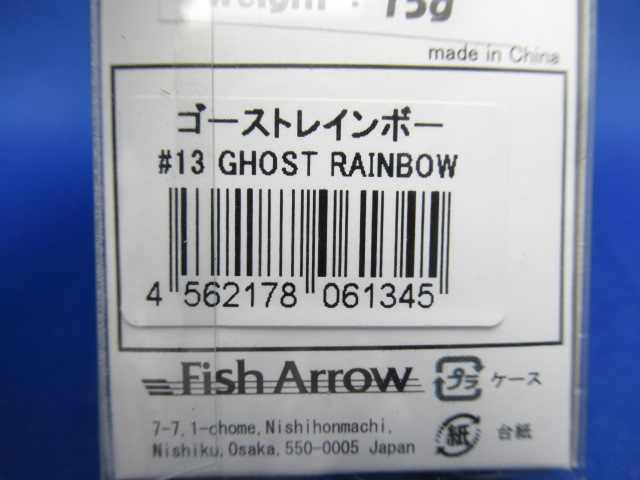 weight : 15g
made in China
ゴーストレインボー
#13 GHOST RAINBOW
4 562178 061345
Fish Arrow
プラ ケース
7-7,1-chome,Nishihonmachi,
Nishiku,Osaka,550-0005 Japan
紙 台紙